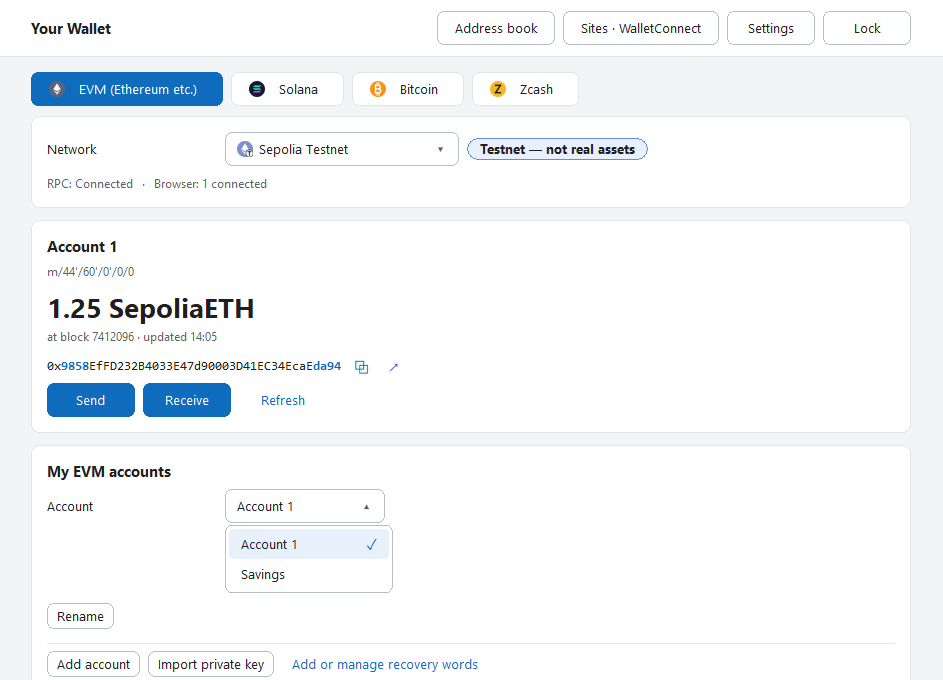 Your Wallet
Address book
Sites · WalletConnect
Settings
Lock
EVM (Ethereum etc.)
Solana
Bitcoin
Zcash
Network
Sepolia Testnet
Testnet — not real assets
RPC: Connected · Browser: 1 connected
Account 1
m/44'/60'/0'/0/0
1.25 SepoliaETH
at block 7412096 · updated 14:05
0x9858EfFD232B4033E47d90003D41EC34EcaEda94
Send
Receive
Refresh
My EVM accounts
Account
Account 1
Account 1
Savings
Rename
Add account
Import private key
Add or manage recovery words